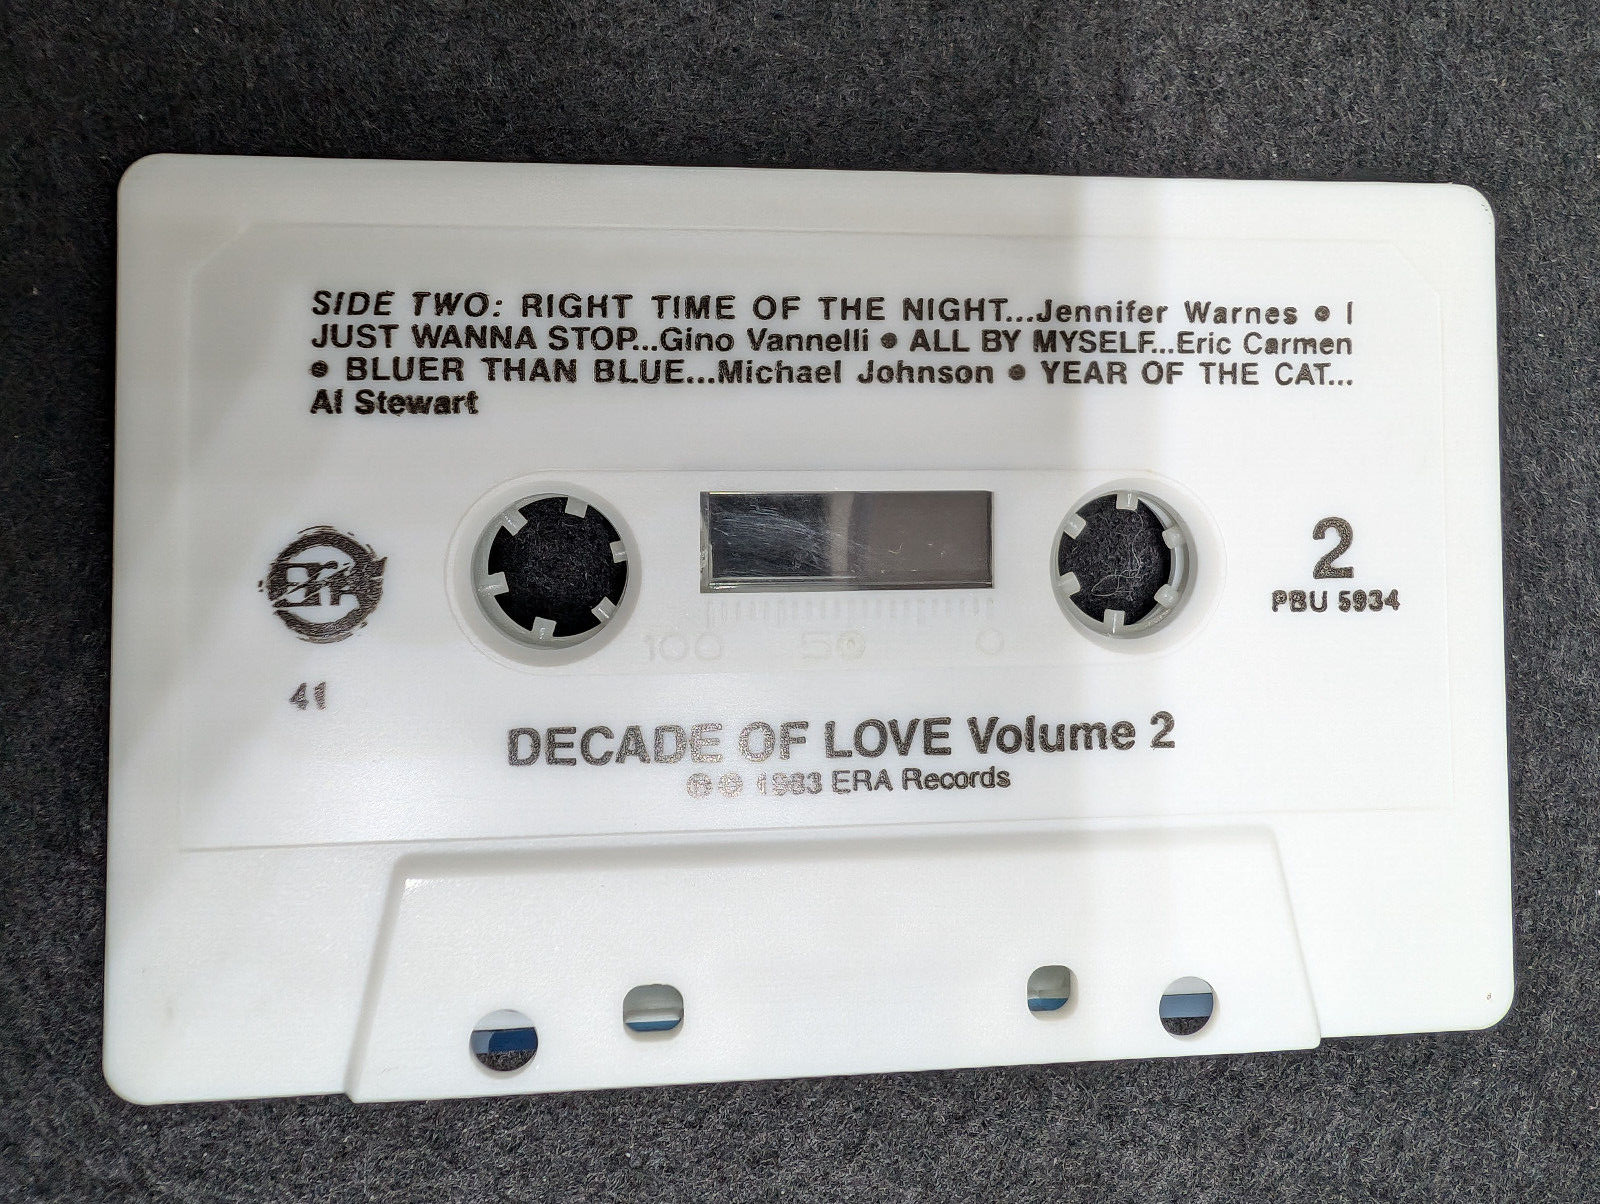 SIDE TWO: RIGHT TIME OF THE NIGHT...Jennifer Warnes ● I
JUST WANNA STOP...Gino Vannelli ● ALL BY MYSELF...Eric Carmen
● BLUER THAN BLUE...Michael Johnson ● YEAR OF THE CAT...
Al Stewart
2
PBU 5934
ERA
100 50 0
41
DECADE OF LOVE Volume 2
℗ © 1983 ERA Records